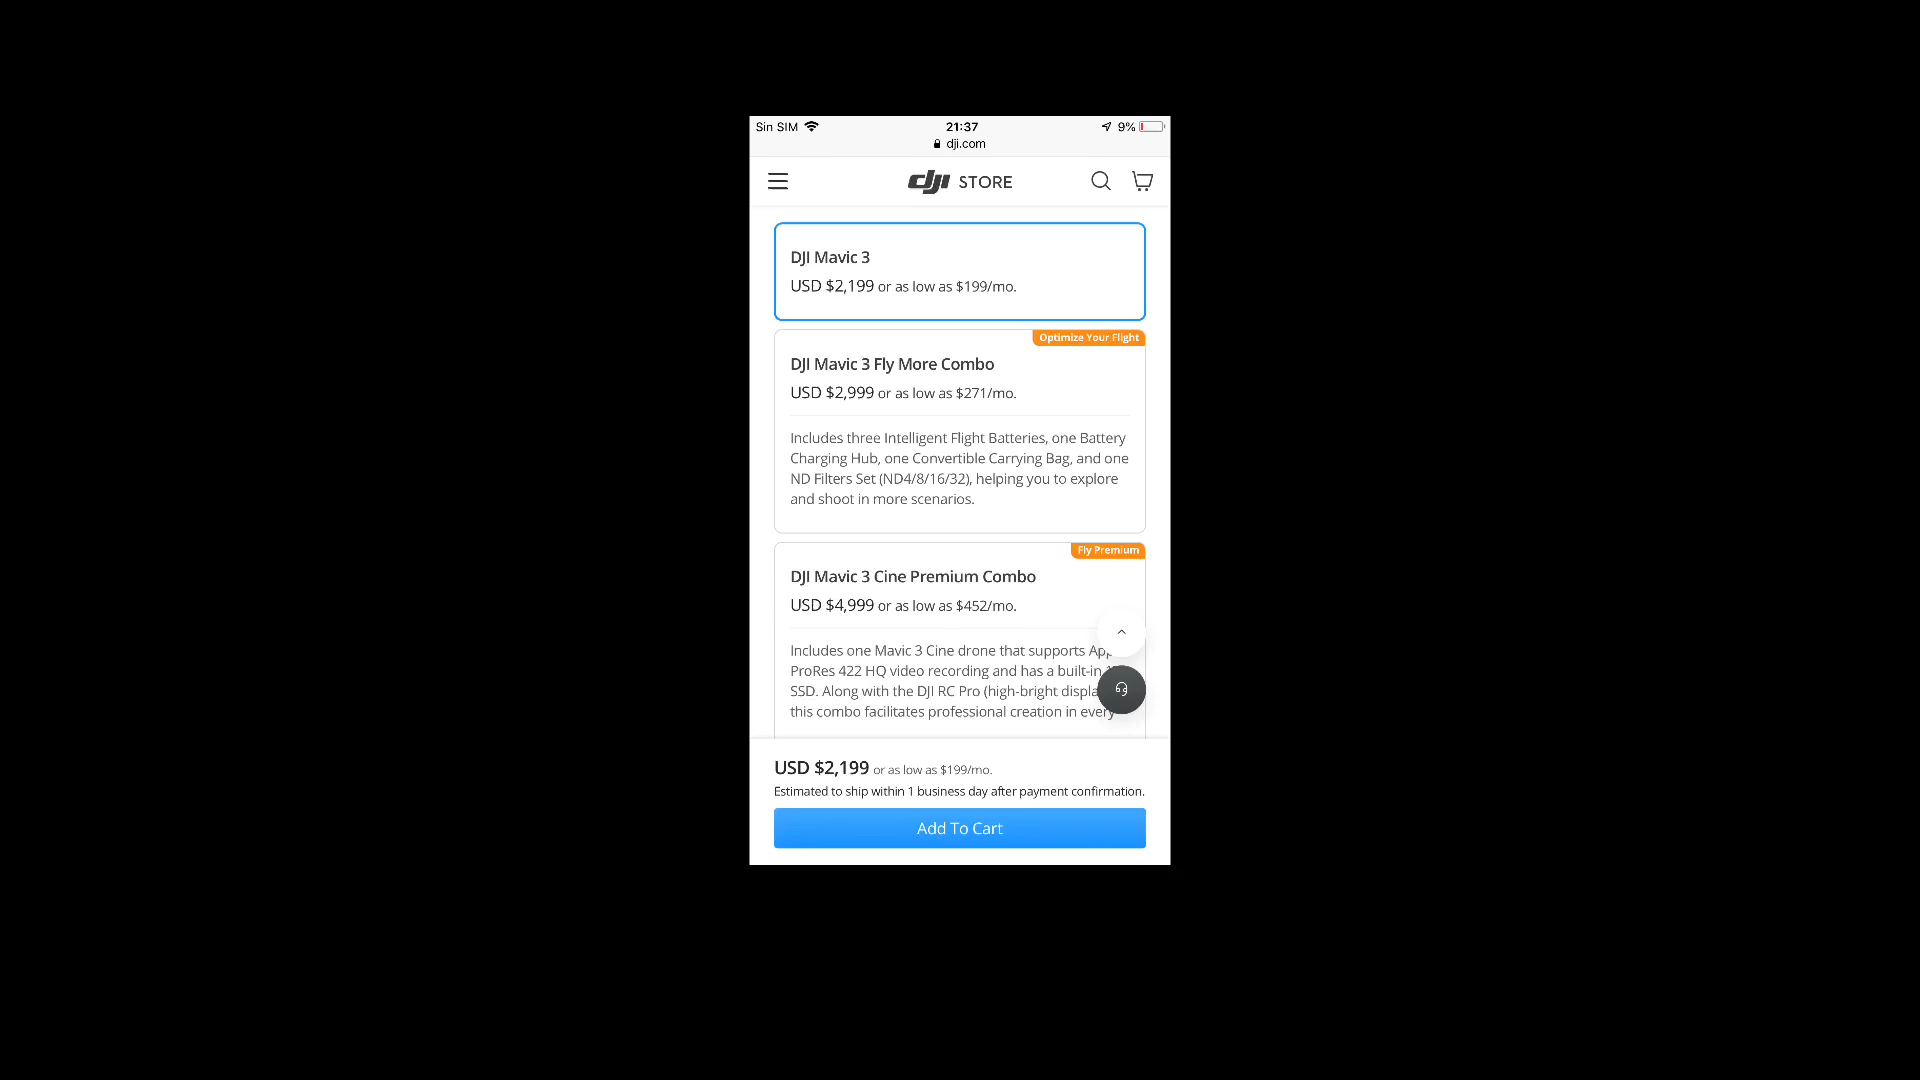 Sin SIM 21:37 9%
dji.com
dji STORE
DJI Mavic 3
USD $2,199 or as low as $199/mo.
Optimize Your Flight
DJI Mavic 3 Fly More Combo
USD $2,999 or as low as $271/mo.
Includes three Intelligent Flight Batteries, one Battery
Charging Hub, one Convertible Carrying Bag, and one
ND Filters Set (ND4/8/16/32), helping you to explore
and shoot in more scenarios.
Fly Premium
DJI Mavic 3 Cine Premium Combo
USD $4,999 or as low as $452/mo.
Includes one Mavic 3 Cine drone that supports
ProRes 422 HQ video recording and has a built-in
SSD. Along with the DJI RC Pro (high-bright
this combo facilitates professional creation in every
USD $2,199 or as low as $199/mo.
Estimated to ship within 1 business day after payment confirmation.
Add To Cart